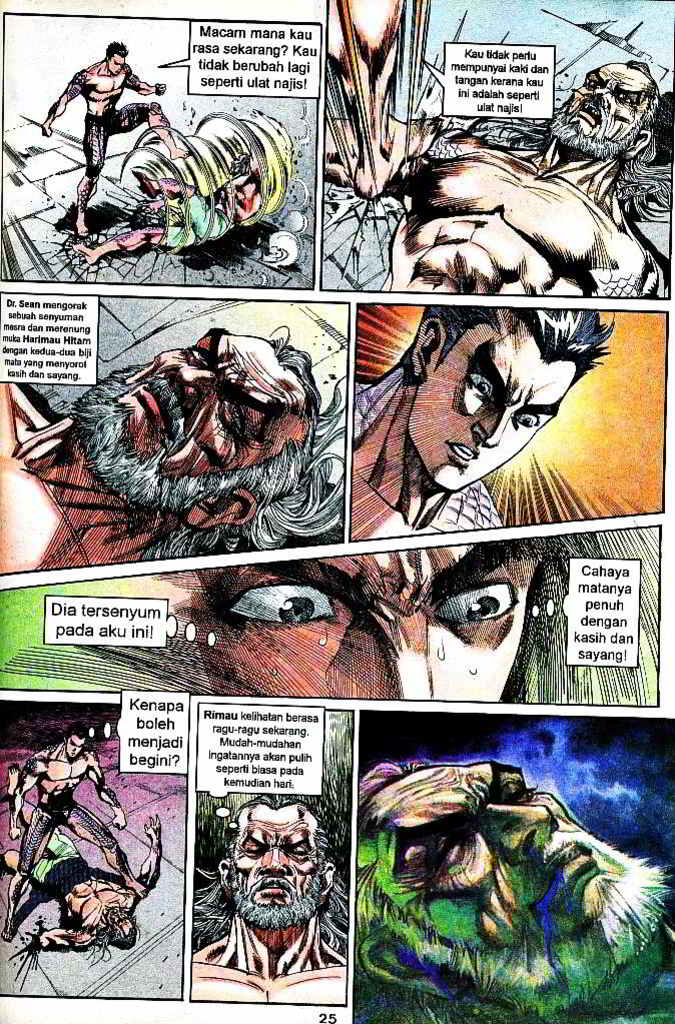 Macam mana kau
rasa sekarang? Kau
tidak berubah lagi
seperti ulat najis!
Kau tidak perlu
mempunyai kaki dan
tangan kerana kau
ini adalah seperti
ulat najis!
Dr. Sean mengorak
sebuah senyuman
mesra dan merenung
muka Harimau Hitam
dengan kedua-dua biji
mata yang menyorot
kasih dan sayang.
Dia tersenyum
pada aku ini!
Cahaya
matanya
penuh
dengan
kasih dan
sayang!
Kenapa
boleh
menjadi
begini?
Rimau kelihatan berasa
ragu-ragu sekarang.
Mudah-mudahan
ingatannya akan pulih
seperti biasa pada
kemudian hari.
25